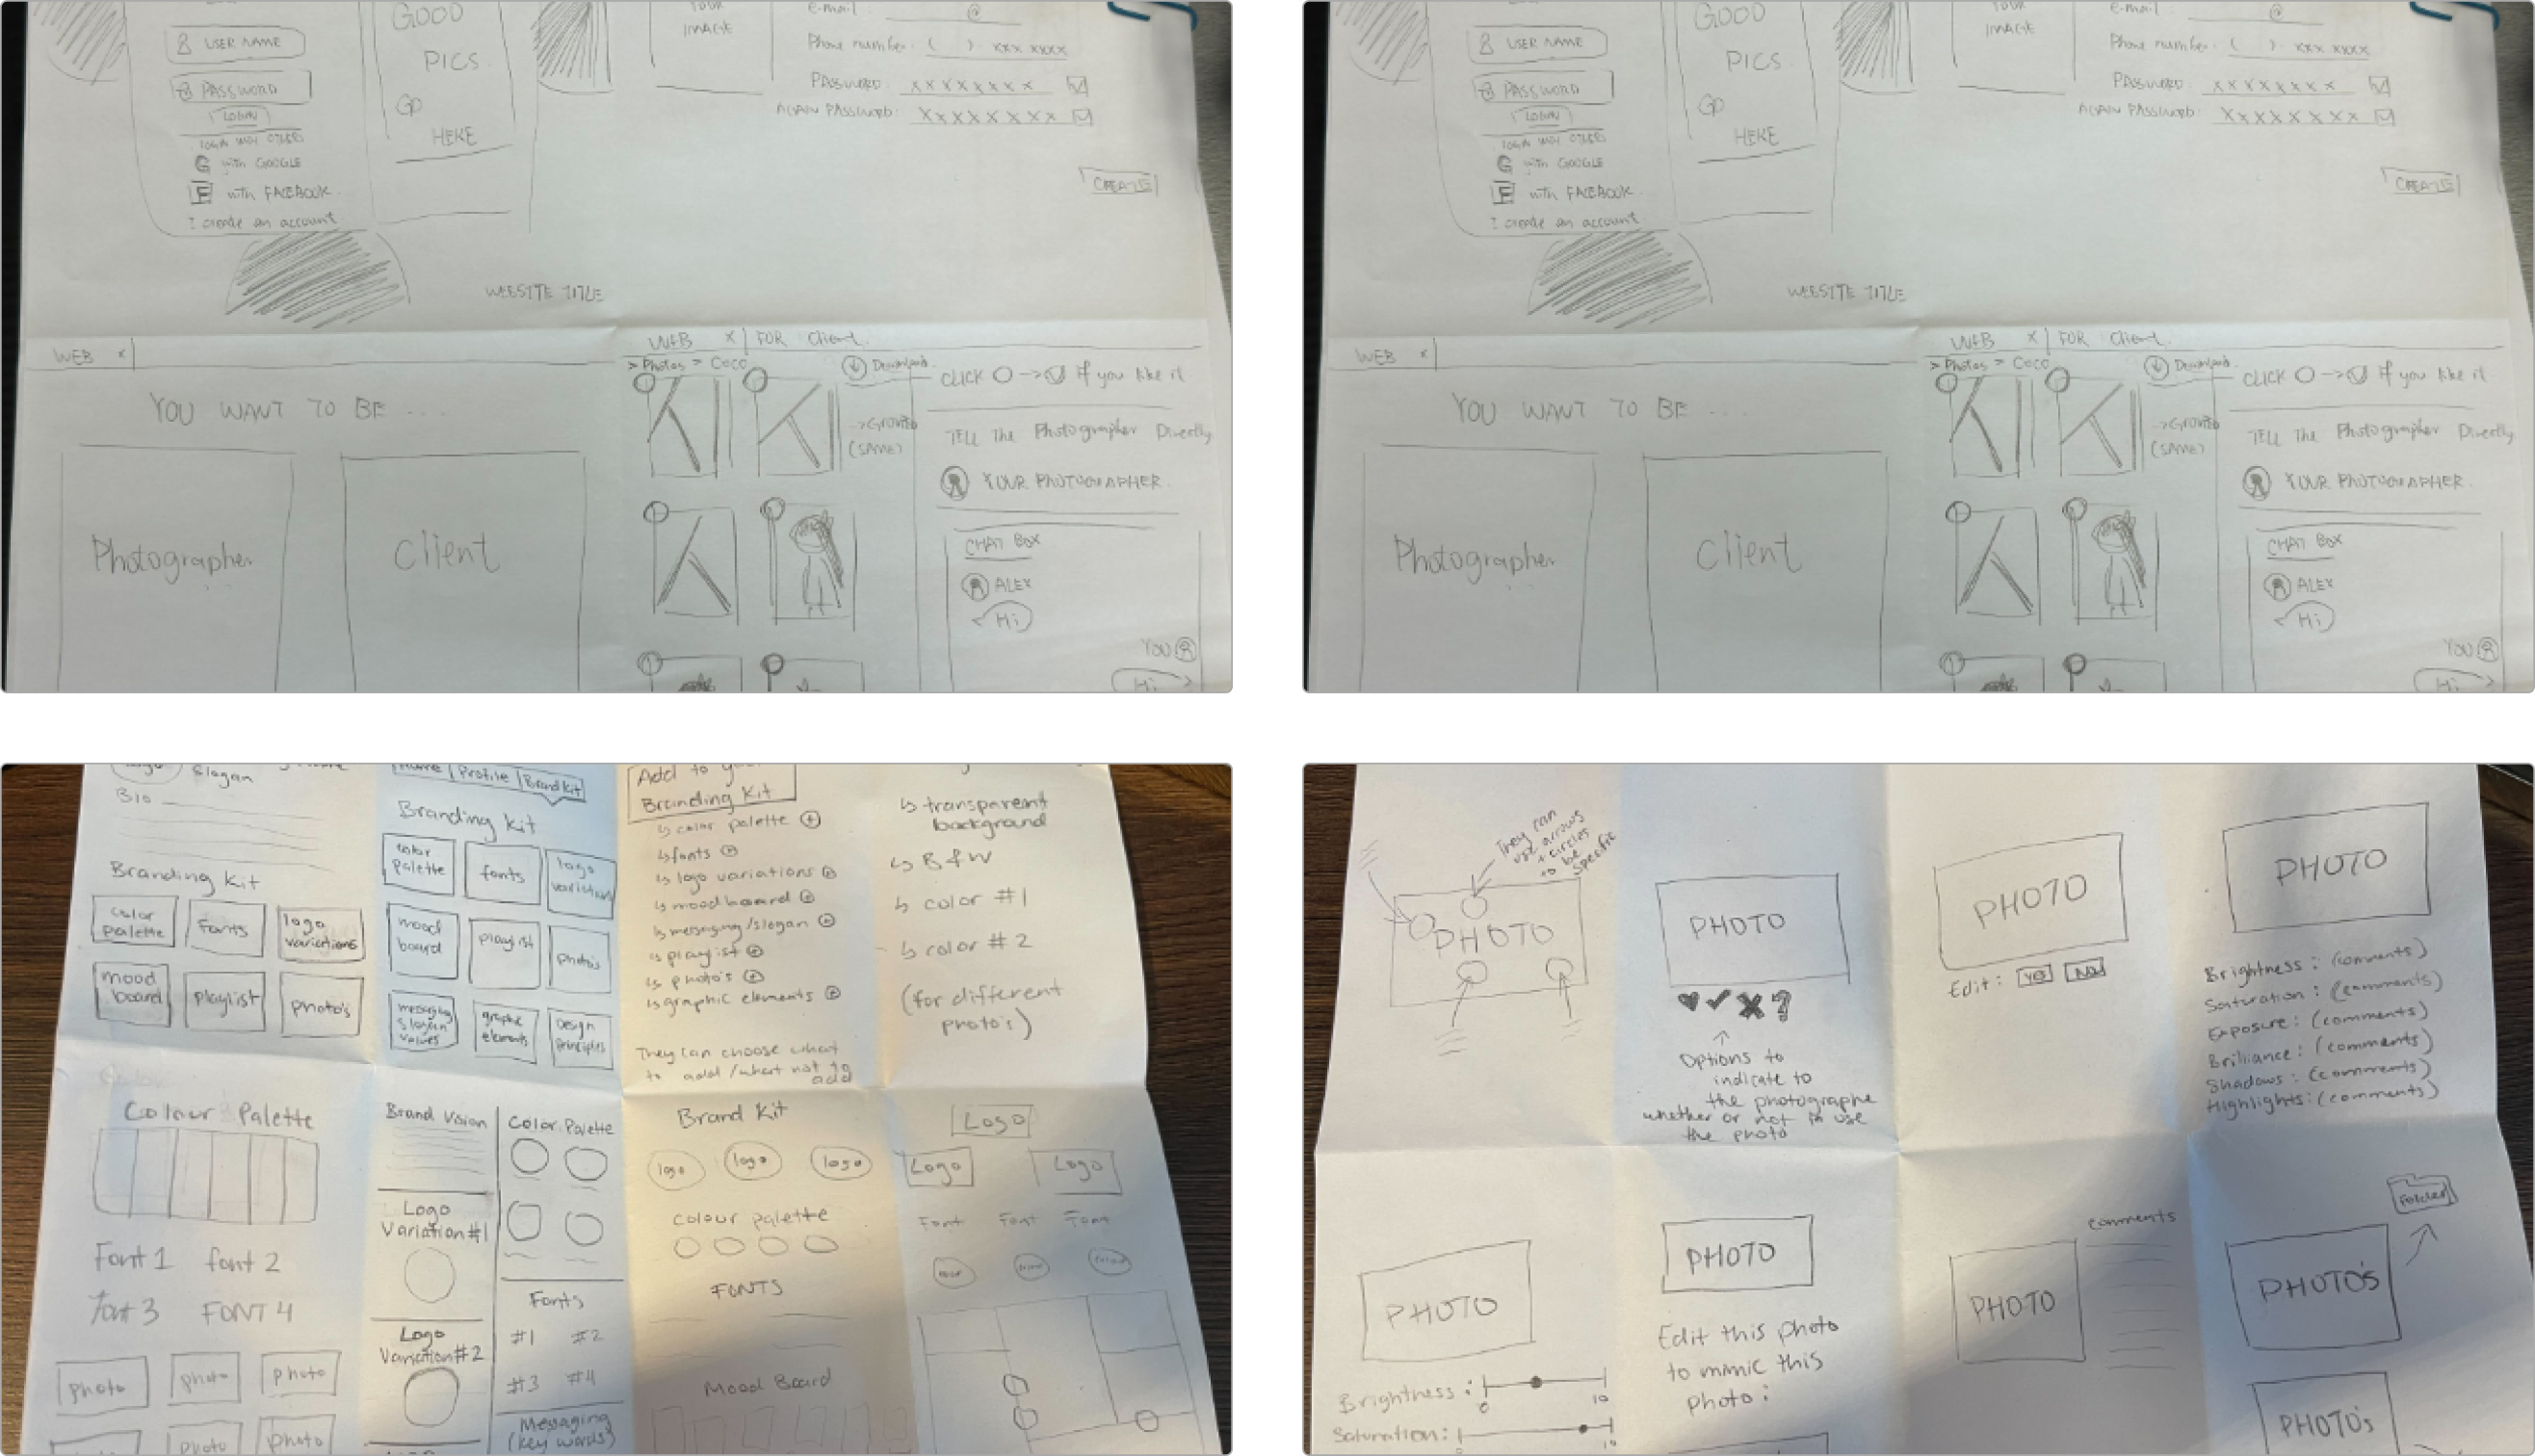 GOOD
PICS.
GO
HERE
USER NAME
PASSWORD
LOGIN
G with GOOGLE
F with FACEBOOK.
I create an account
YOUR
IMAGE
e-mail @
Phone number: ( ) - xxx xxxx
PASSWORD: x x x x x x x x
AGAIN PASSWORD: X x x x x x x x
CREATE
WEBSITE TITLE
WEB x
YOU WANT TO BE ...
Photographer
Client
WEB X | FOR Client.
> Photos > Coco
Download
(SAME)
CLICK O → if you like it
TELL The Photographer Directly
YOUR PHOTOGRAPHER.
CHAT BOX
ALEX
Hi
YOU
Hi
GOOD
PICS.
GO
HERE
USER NAME
PASSWORD
LOGIN
G with GOOGLE
F with FACEBOOK.
I create an account
IMAGE
e-mail @
Phone number: ( ) - xxx xxxx
PASSWORD: x x x x x x x x
AGAIN PASSWORD: X x x x x x x x
CREATE
WEBSITE TITLE
WEB x
YOU WANT TO BE ...
Photographer
Client
WEB X | FOR Client.
> Photos > Coco
Download
(SAME)
CLICK O → if you like it
TELL The Photographer Directly
YOUR PHOTOGRAPHER.
CHAT BOX
ALEX
Hi
YOU
Hi
Slogan
Bio
Branding Kit
color palette
fonts
logo variations
mood board
playlist
photo's
Profile | Brand kit
Branding Kit
color palette
fonts
logo variations
mood board
playlist
photo's
messaging slogan values
graphic elements
Design principles
Add to
Branding Kit
↳ color palette +
↳ fonts +
↳ logo variations +
↳ mood board +
↳ messaging/slogan +
↳ playlist +
↳ photo's +
↳ graphic elements +
They can choose what
to add/what not to
add
↳ transparent
background
↳ B & W
↳ color #1
↳ color #2
(for different
photo's)
Colour Palette
Font 1 font 2
Font 3 FONT 4
photo photo photo
photo photo
Brand Vision
Logo
Variation #1
Logo
Variation #2
Color Palette
Fonts
#1 #2
#3 #4
Messaging
(key words)
Brand Kit
logo logo logo
colour palette
FONTS
Mood Board
Logo
Logo Logo
Font Font Font
They can
use arrows
+ circles
to be
specific
PHOTO
PHOTO
♥ ✓ ✗ ?
Options to
indicate to
the photographe
whether or not to use
the photo
PHOTO
Edit: YES NO
PHOTO
Brightness: (comments)
Saturation: (comments)
Exposure: (comments)
Brilliance: (comments)
Shadows: (comments)
Highlights: (comments)
PHOTO
Brightness: 0 10
Saturation: 0 10
PHOTO
Edit this photo
to mimic this
photo:
comments
PHOTO
Folder
PHOTO'S
PHOTO's